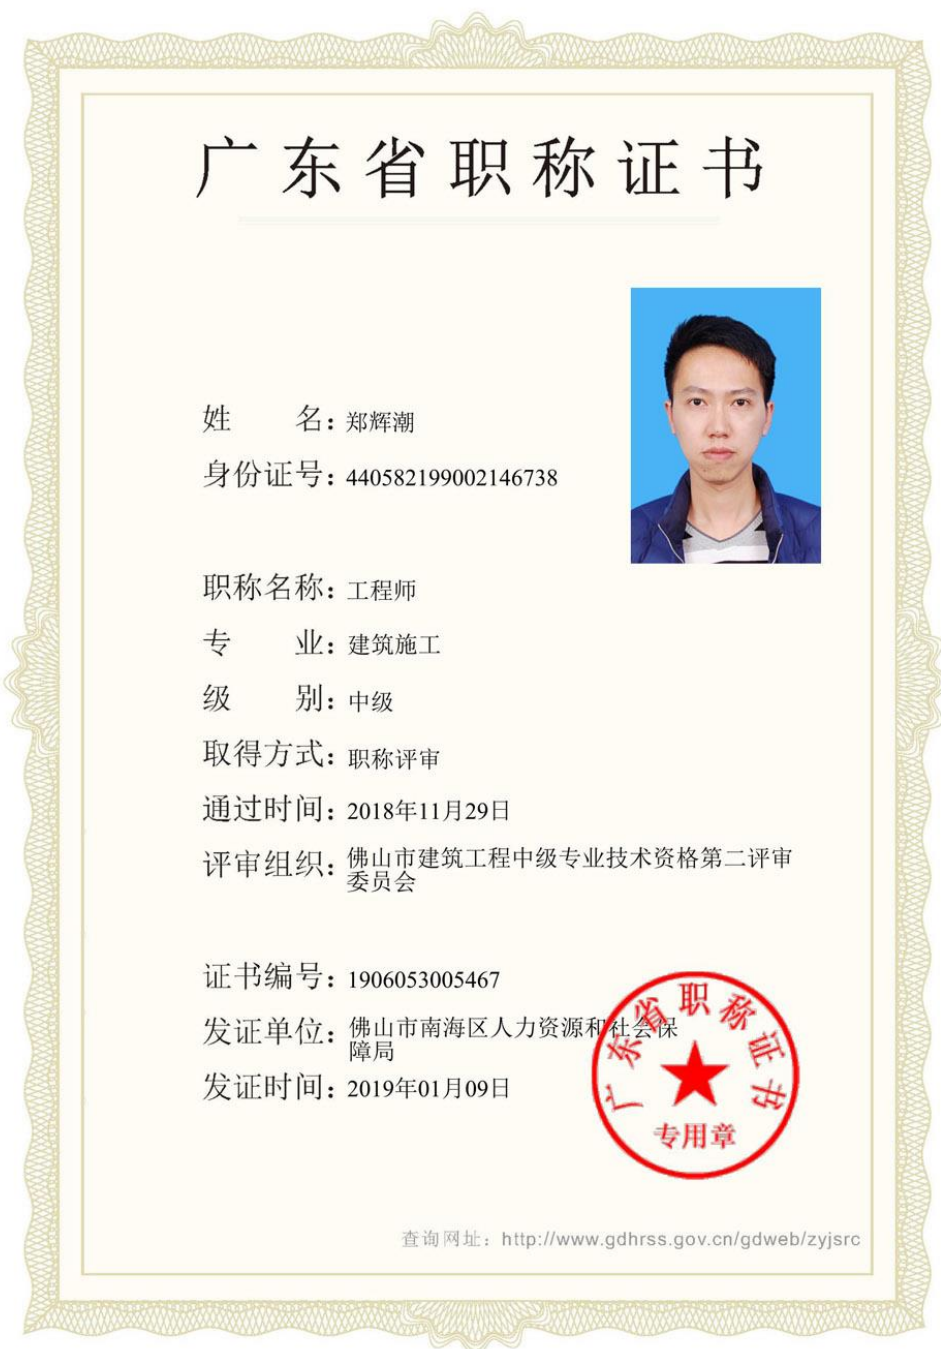 广东省职称证书
姓 名：郑辉潮
身份证号：440582199002146738
职称名称：工程师
专 业：建筑施工
级 别：中级
取得方式：职称评审
通过时间：2018年11月29日
评审组织：佛山市建筑工程中级专业技术资格第二评审
委员会
证书编号：1906053005467
发证单位：佛山市南海区人力资源和社会保
障局
发证时间：2019年01月09日
广东省职称证书
专用章
查询网址：http://www.gdhrss.gov.cn/gdweb/zyjsrc